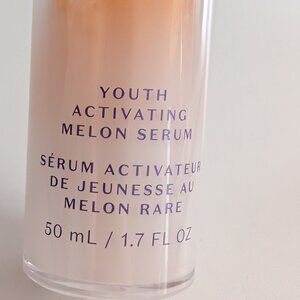 YOUTH
ACTIVATING
MELON SERUM
SÉRUM ACTIVATEUR
DE JEUNESSE AU
MELON RARE
50 mL / 1.7 FL OZ